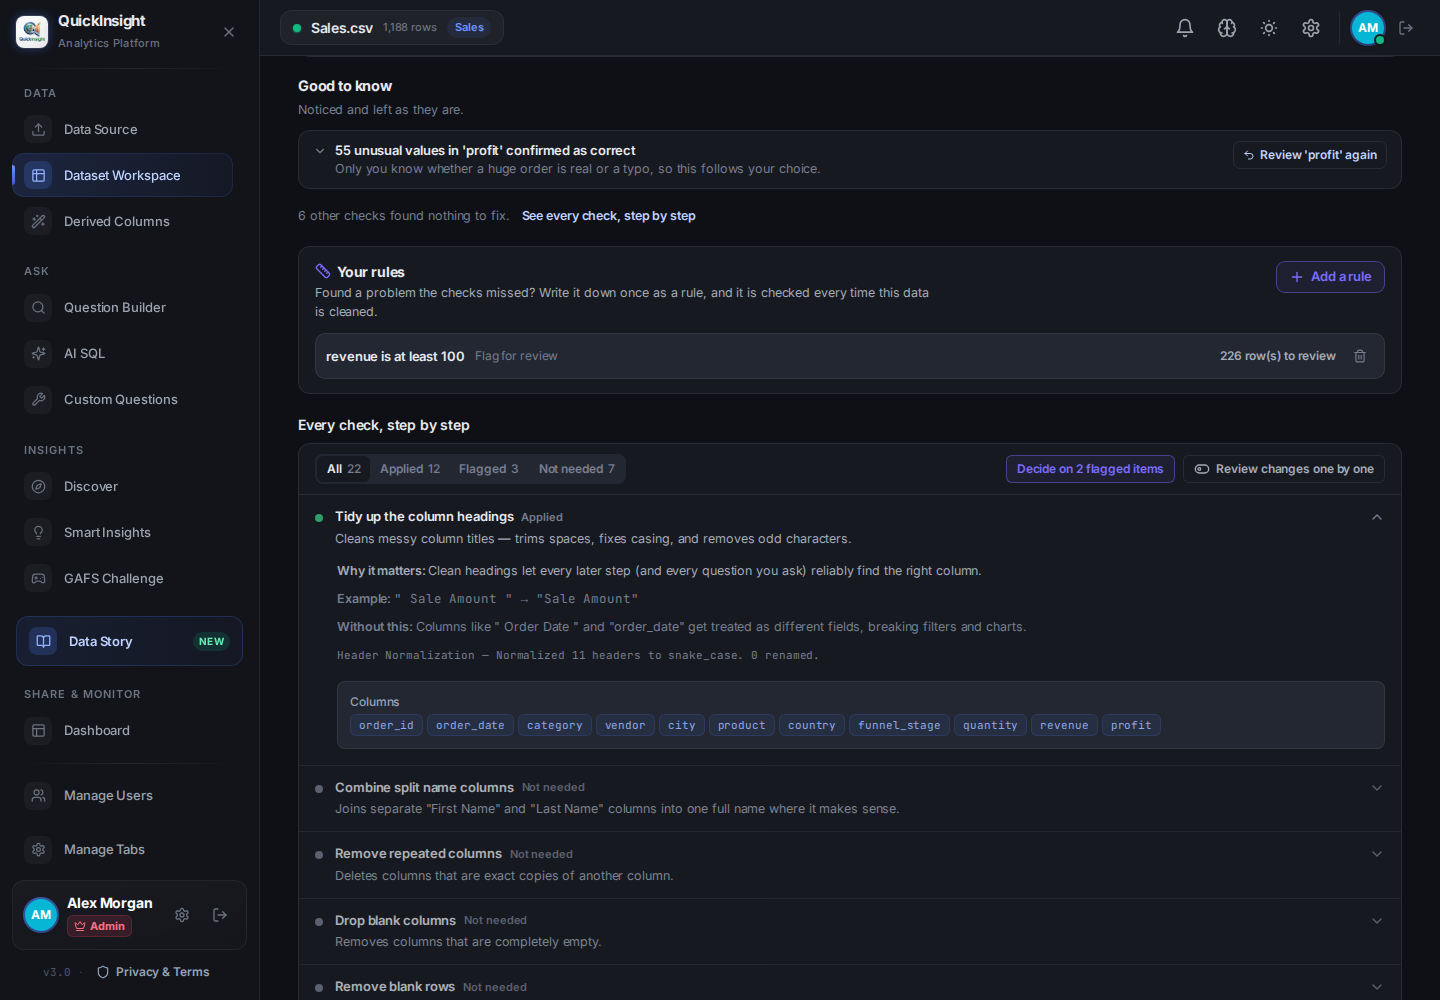 QuickInsight
Analytics Platform
DATA
Data Source
Dataset Workspace
Derived Columns
ASK
Question Builder
AI SQL
Custom Questions
INSIGHTS
Discover
Smart Insights
GAFS Challenge
Data Story NEW
SHARE & MONITOR
Dashboard
Manage Users
Manage Tabs
AM Alex Morgan
Admin
v3.0 · Privacy & Terms
Sales.csv 1,188 rows Sales
AM
Good to know
Noticed and left as they are.
55 unusual values in 'profit' confirmed as correct
Only you know whether a huge order is real or a typo, so this follows your choice.
Review 'profit' again
6 other checks found nothing to fix. See every check, step by step
Your rules
Found a problem the checks missed? Write it down once as a rule, and it is checked every time this data
is cleaned.
Add a rule
revenue is at least 100 Flag for review 226 row(s) to review
Every check, step by step
All 22 Applied 12 Flagged 3 Not needed 7
Decide on 2 flagged items Review changes one by one
Tidy up the column headings Applied
Cleans messy column titles — trims spaces, fixes casing, and removes odd characters.
Why it matters: Clean headings let every later step (and every question you ask) reliably find the right column.
Example: " Sale Amount " → "Sale Amount"
Without this: Columns like " Order Date " and "order_date" get treated as different fields, breaking filters and charts.
Header Normalization — Normalized 11 headers to snake_case. 0 renamed.
Columns
order_id order_date category vendor city product country funnel_stage quantity revenue profit
Combine split name columns Not needed
Joins separate "First Name" and "Last Name" columns into one full name where it makes sense.
Remove repeated columns Not needed
Deletes columns that are exact copies of another column.
Drop blank columns Not needed
Removes columns that are completely empty.
Remove blank rows Not needed